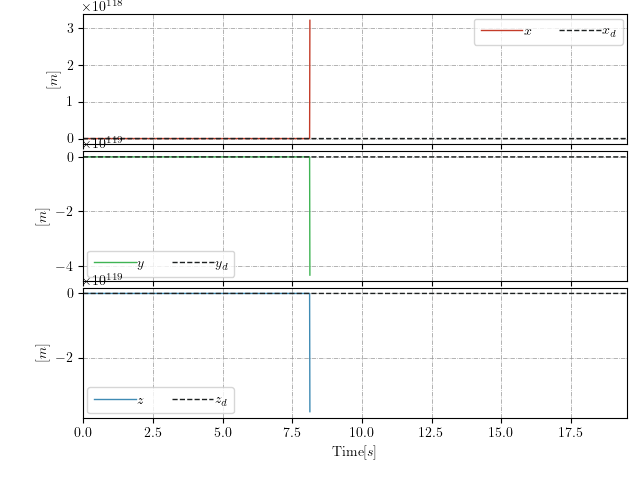 ×10^118
3
2
1
0
[m]
x x_d
×10^119
0
−2
−4
[m]
y y_d
×10^119
0
−2
[m]
z z_d
0.0 2.5 5.0 7.5 10.0 12.5 15.0 17.5
Time[s]